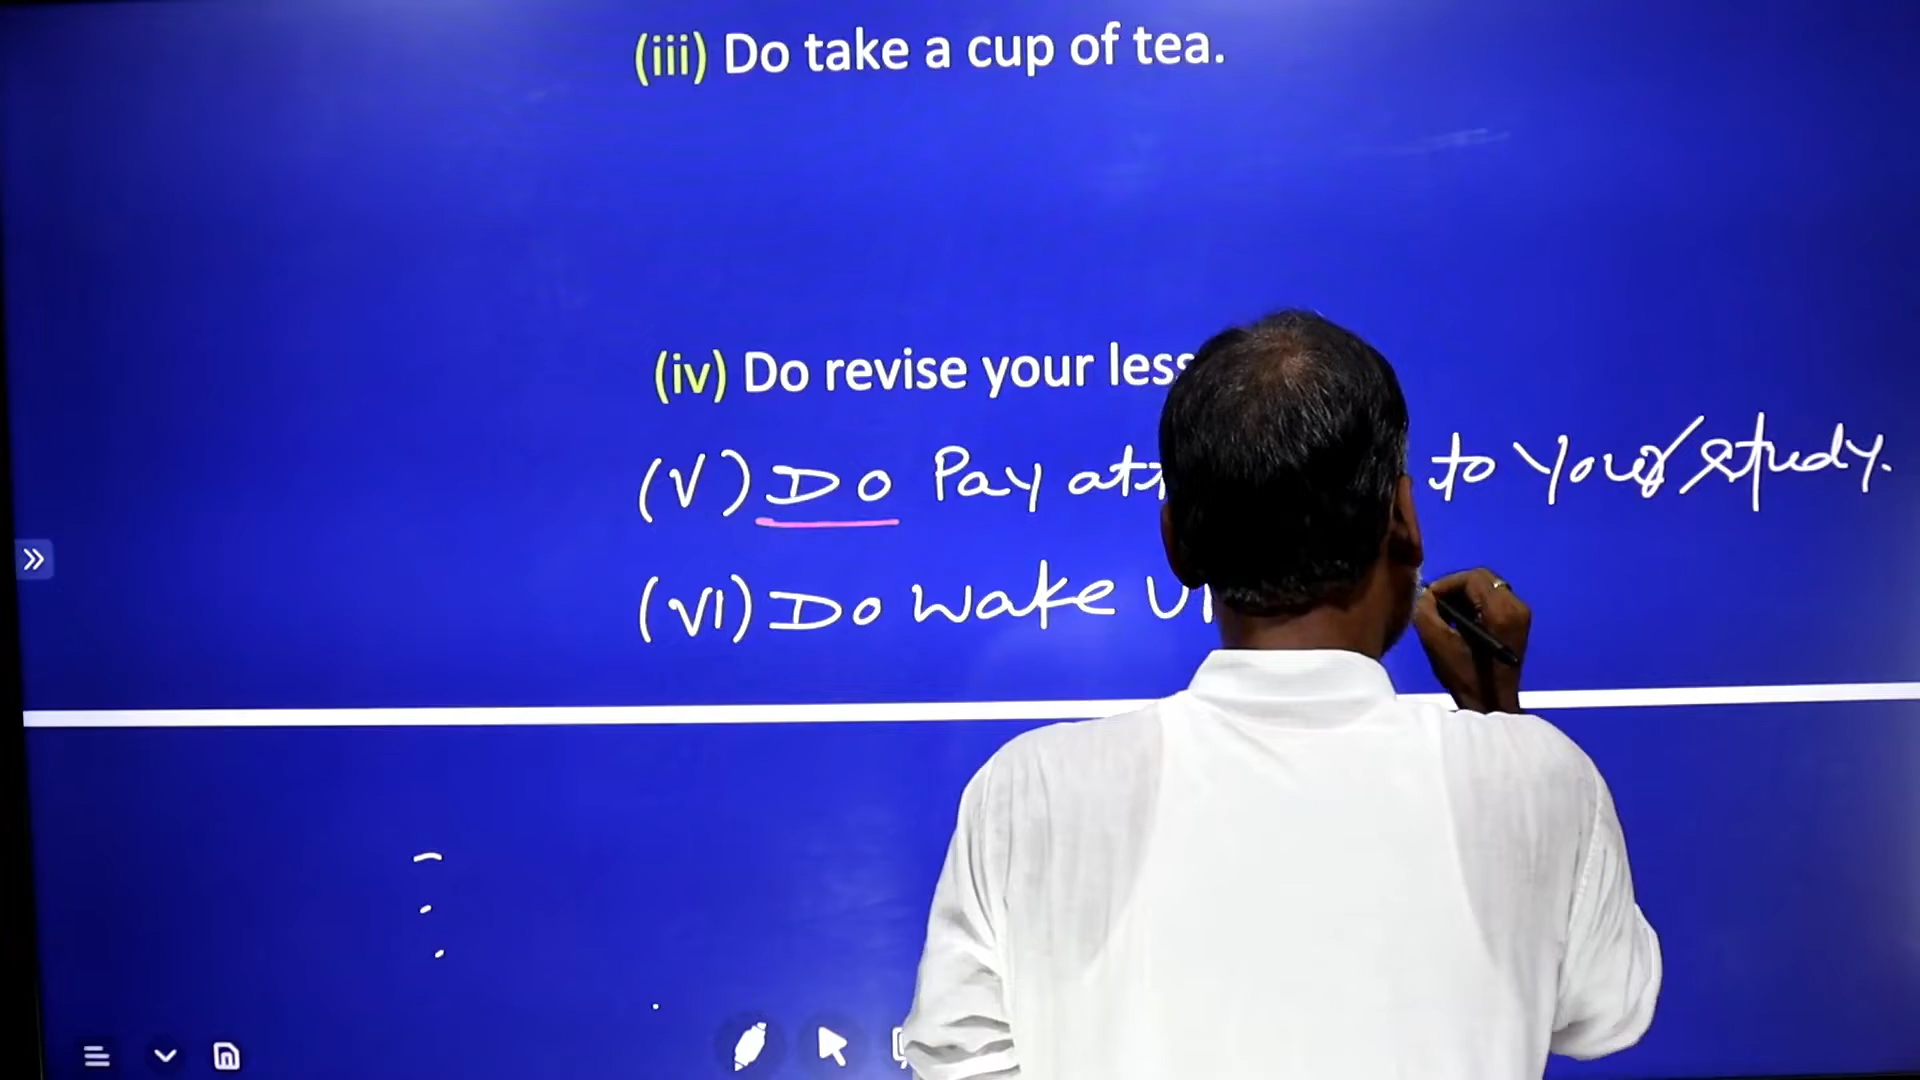 (iii) Do take a cup of tea.
(iv) Do revise your less
(V) Do Pay att to Your study.
(VI) Do Wake U